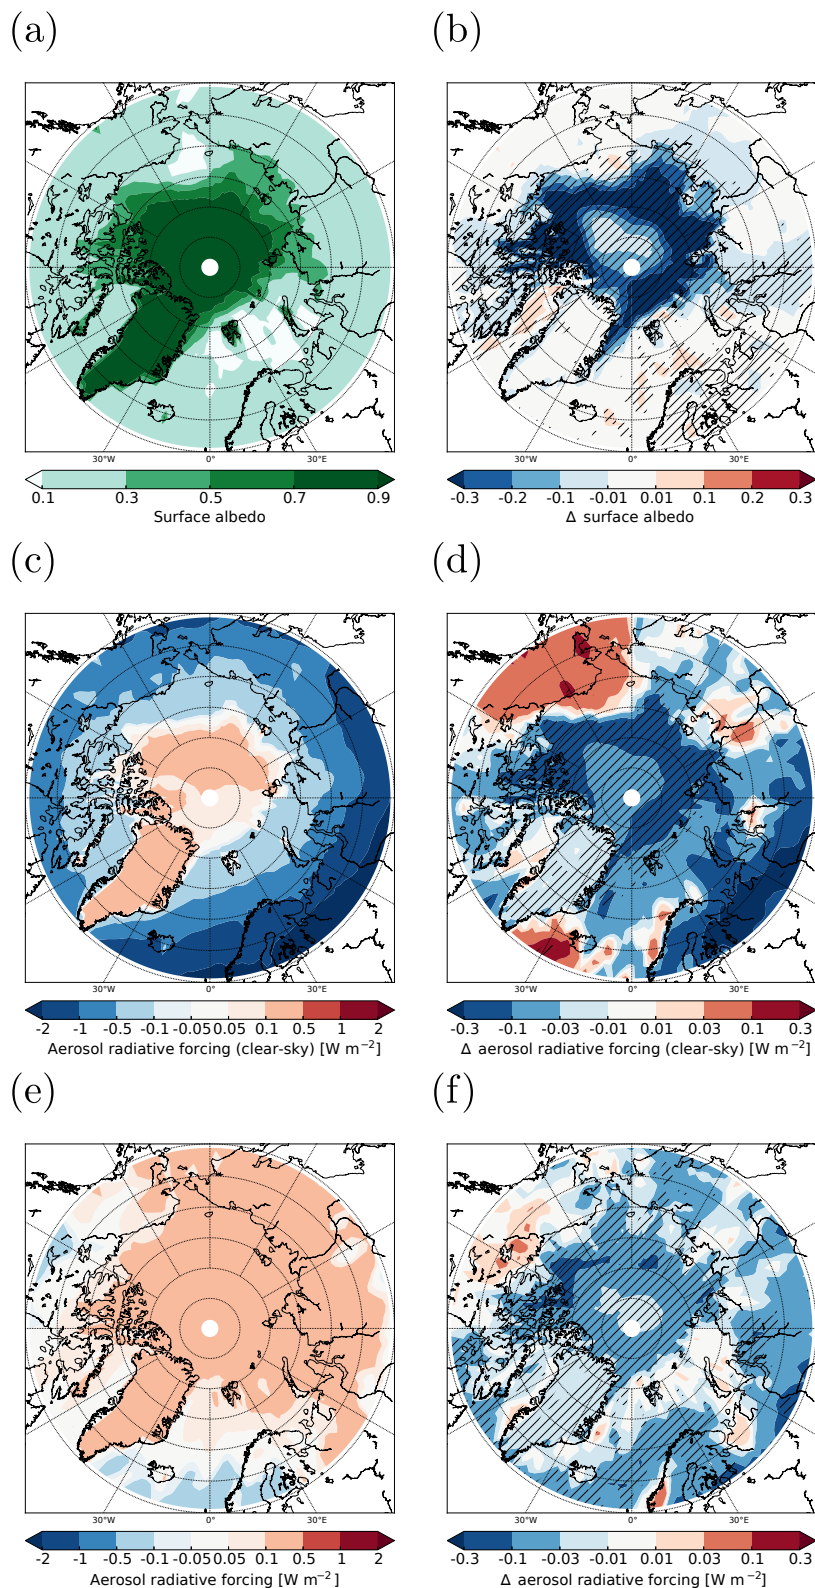 (a)
(b)
30°W 0° 30°E
30°W 0° 30°E
0.1 0.3 0.5 0.7 0.9
Surface albedo
-0.3 -0.2 -0.1 -0.01 0.01 0.1 0.2 0.3
Δ surface albedo
(c)
(d)
30°W 0° 30°E
30°W 0° 30°E
-2 -1 -0.5 -0.1 -0.05 0.05 0.1 0.5 1 2
Aerosol radiative forcing (clear-sky) [W m⁻²]
-0.3 -0.1 -0.03 -0.01 0.01 0.03 0.1 0.3
Δ aerosol radiative forcing (clear-sky) [W m⁻²]
(e)
(f)
30°W 0° 30°E
30°W 0° 30°E
-2 -1 -0.5 -0.1 -0.05 0.05 0.1 0.5 1 2
Aerosol radiative forcing [W m⁻²]
-0.3 -0.1 -0.03 -0.01 0.01 0.03 0.1 0.3
Δ aerosol radiative forcing [W m⁻²]